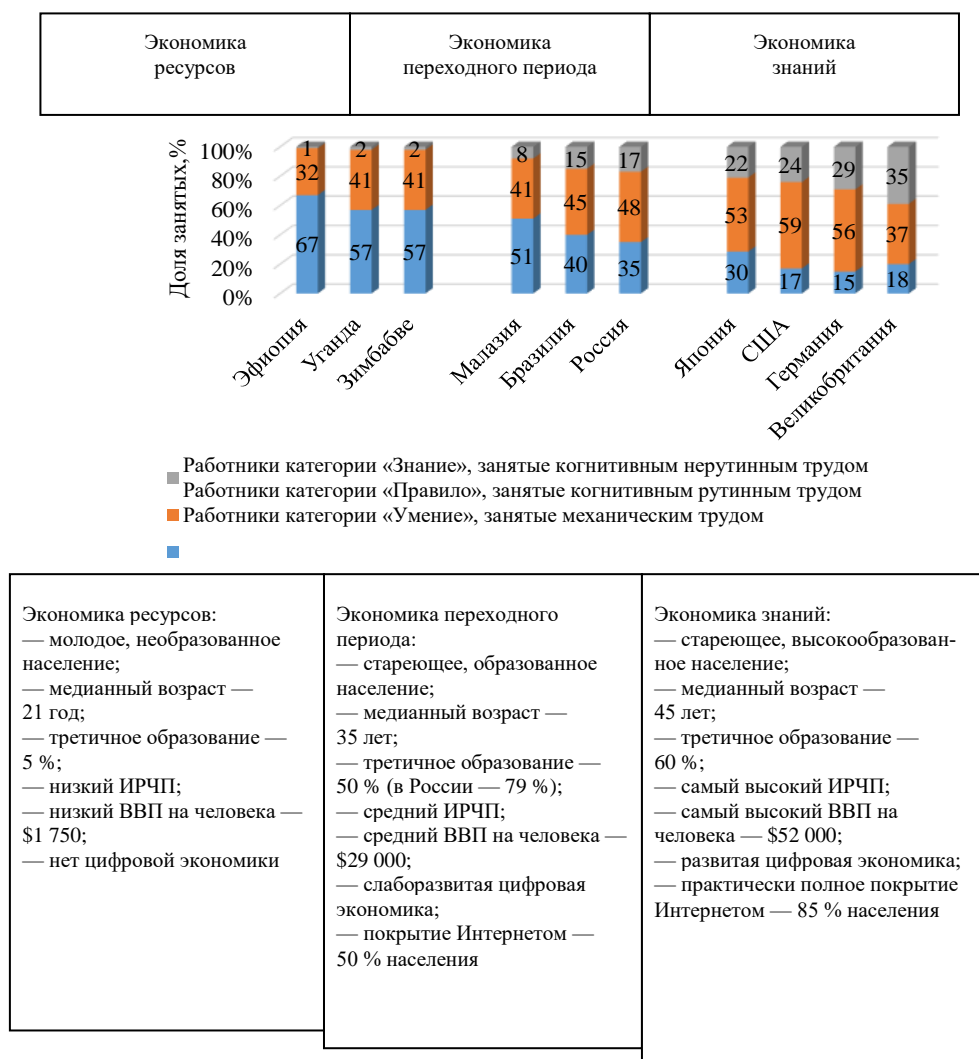 Экономика
ресурсов
Экономика
переходного периода
Экономика
знаний
Доля занятых,%
100%
80%
60%
40%
20%
0%
1
2
2
8
15
17
22
24
29
35
32
41
41
41
45
48
53
59
56
37
67
57
57
51
40
35
30
17
15
18
Эфиопия
Уганда
Зимбабве
Малазия
Бразилия
Россия
Япония
США
Германия
Великобритания
Работники категории «Знание», занятые когнитивным нерутинным трудом
Работники категории «Правило», занятые когнитивным рутинным трудом
Работники категории «Умение», занятые механическим трудом
Экономика ресурсов:
— молодое, необразованное
население;
— медианный возраст —
21 год;
— третичное образование —
5 %;
— низкий ИРЧП;
— низкий ВВП на человека —
$1 750;
— нет цифровой экономики
Экономика переходного
периода:
— стареющее, образованное
население;
— медианный возраст —
35 лет;
— третичное образование —
50 % (в России — 79 %);
— средний ИРЧП;
— средний ВВП на человека —
$29 000;
— слаборазвитая цифровая
экономика;
— покрытие Интернетом —
50 % населения
Экономика знаний:
— стареющее, высокообразован-
ное население;
— медианный возраст —
45 лет;
— третичное образование —
60 %;
— самый высокий ИРЧП;
— самый высокий ВВП на
человека — $52 000;
— развитая цифровая экономика;
— практически полное покрытие
Интернетом — 85 % населения